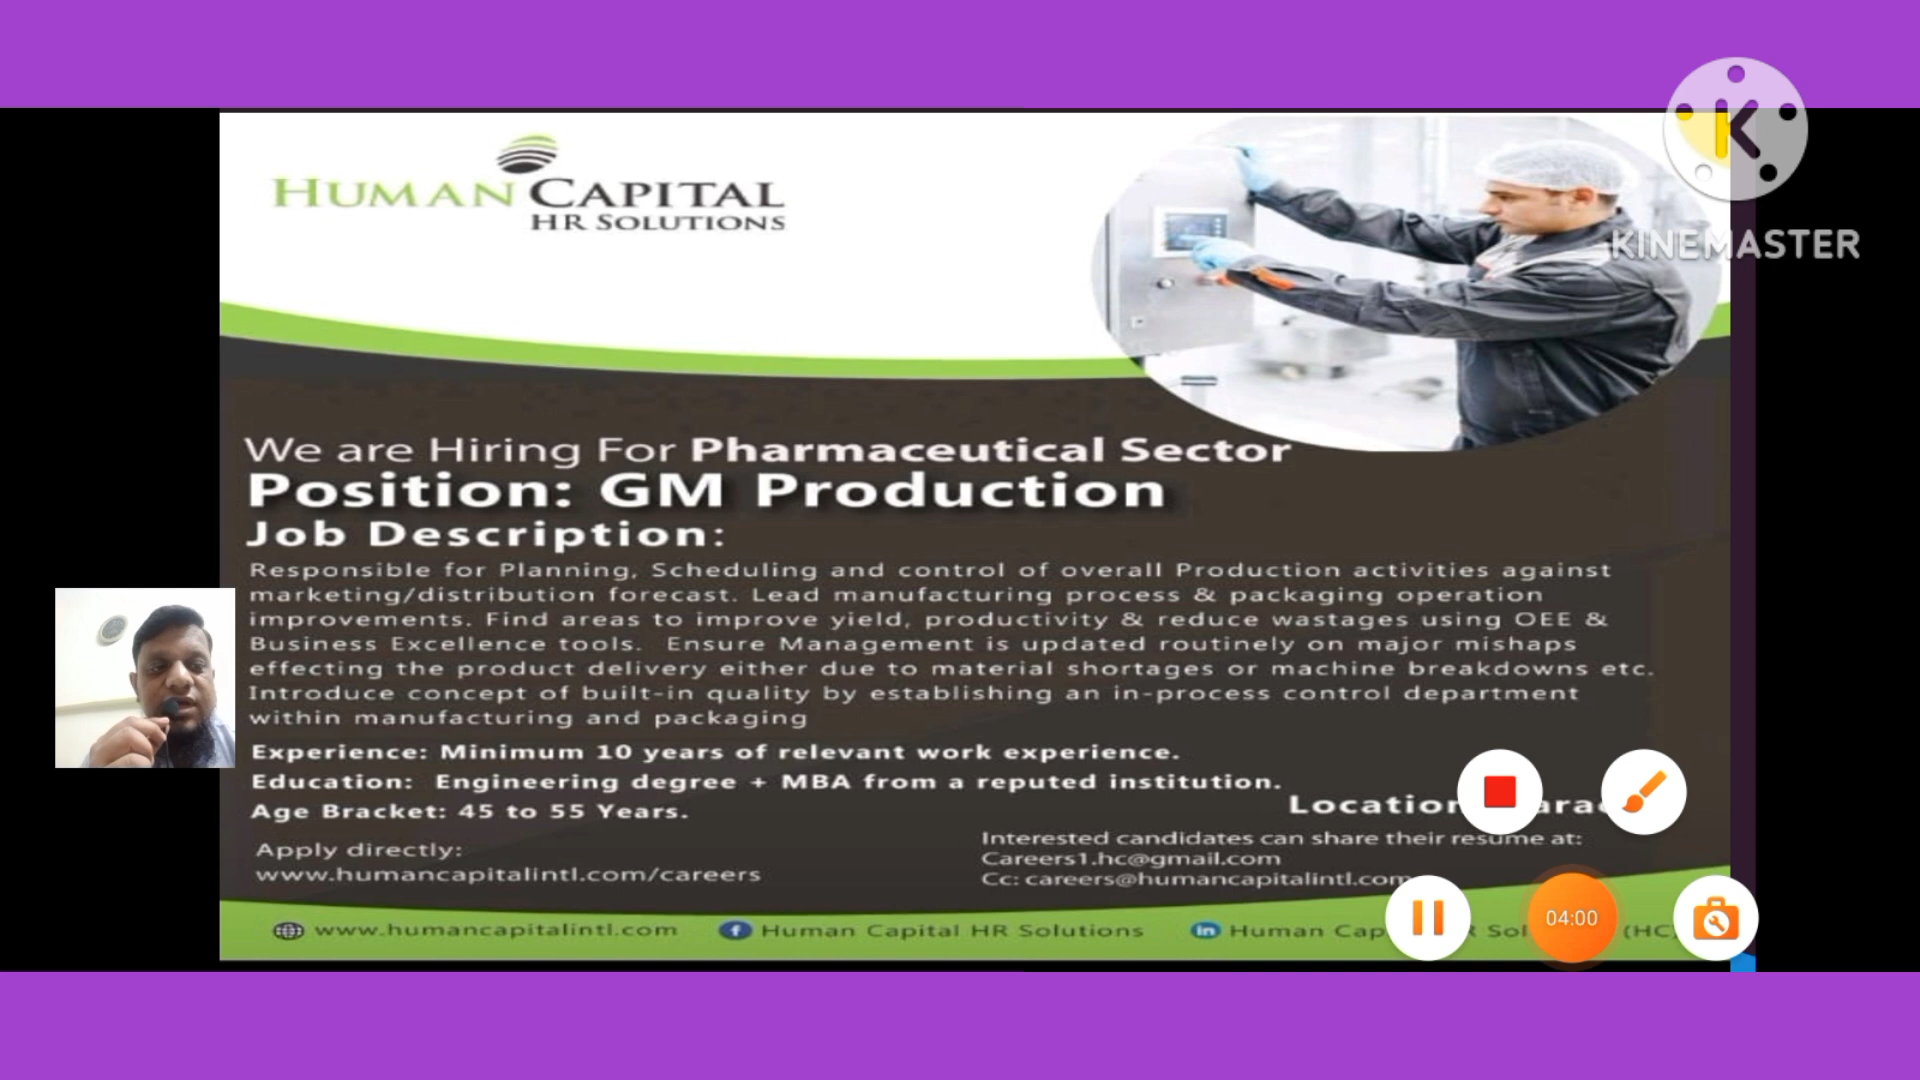 KINEMASTER
HUMAN CAPITAL
HR SOLUTIONS
We are Hiring For Pharmaceutical Sector
Position: GM Production
Job Description:
Responsible for Planning, Scheduling and control of overall Production activities against
marketing/distribution forecast. Lead manufacturing process & packaging operation
improvements. Find areas to improve yield, productivity & reduce wastages using OEE &
Business Excellence tools. Ensure Management is updated routinely on major mishaps
effecting the product delivery either due to material shortages or machine breakdowns etc.
Introduce concept of built-in quality by establishing an in-process control department
within manufacturing and packaging
Experience: Minimum 10 years of relevant work experience.
Education: Engineering degree + MBA from a reputed institution.
Age Bracket: 45 to 55 Years.
Location
Apply directly:
www.humancapitalintl.com/careers
Interested candidates can share their resume at:
Careers1.hc@gmail.com
Cc: careers@humancapitalintl.com
www.humancapitalintl.com
Human Capital HR Solutions
Human
04:00